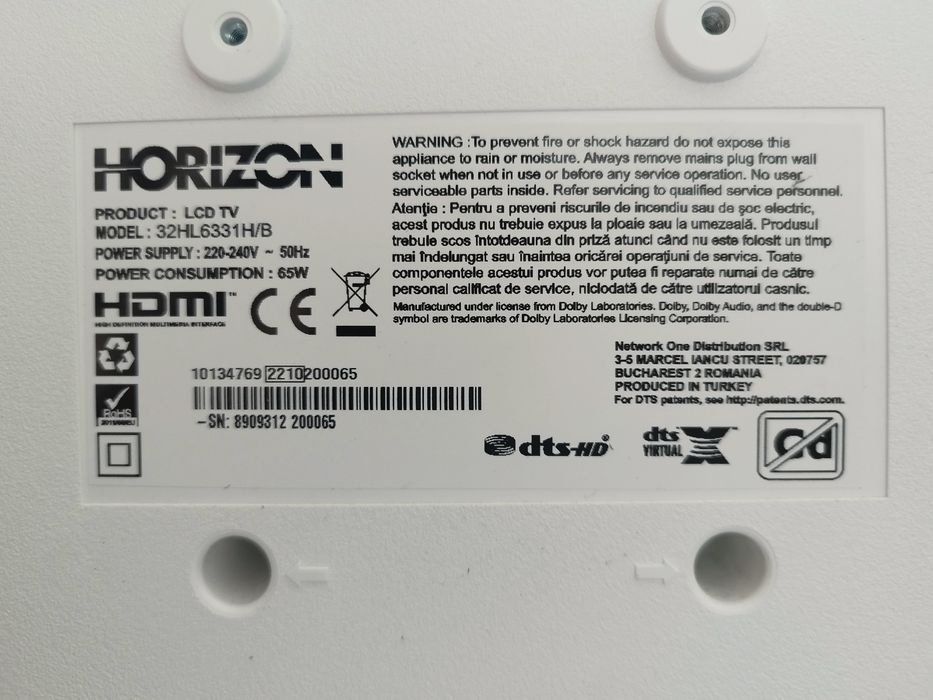 HORIZON
PRODUCT : LCD TV
MODEL : 32HL6331H/B
POWER SUPPLY : 220-240V ~ 50Hz
POWER CONSUMPTION : 65W
HDMI™
HIGH DEFINITION MULTIMEDIA INTERFACE
CE
RoHS
WARNING :To prevent fire or shock hazard do not expose this
appliance to rain or moisture. Always remove mains plug from wall
socket when not in use or before any service operation. No user
serviceable parts inside. Refer servicing to qualified service personnel.
Atenţie : Pentru a preveni riscurile de incendiu sau de şoc electric,
acest produs nu trebuie expus la ploaie sau la umezeală. Produsul
trebuie scos întotdeauna din priză atunci când nu este folosit un timp
mai îndelungat sau înaintea oricărei operaţiuni de service. Toate
componentele acestui produs vor putea fi reparate numai de către
personal calificat de service, niciodată de către utilizatorul casnic.
Manufactured under license from Dolby Laboratories. Dolby, Dolby Audio, and the double-D
symbol are trademarks of Dolby Laboratories Licensing Corporation.
Network One Distribution SRL
3-5 MARCEL IANCU STREET, 020757
BUCHAREST 2 ROMANIA
PRODUCED IN TURKEY
For DTS patents, see http://patents.dts.com.
10134769 2210200065
-SN: 8909312 200065
dts-HD
dts X™
VIRTUAL
Pb